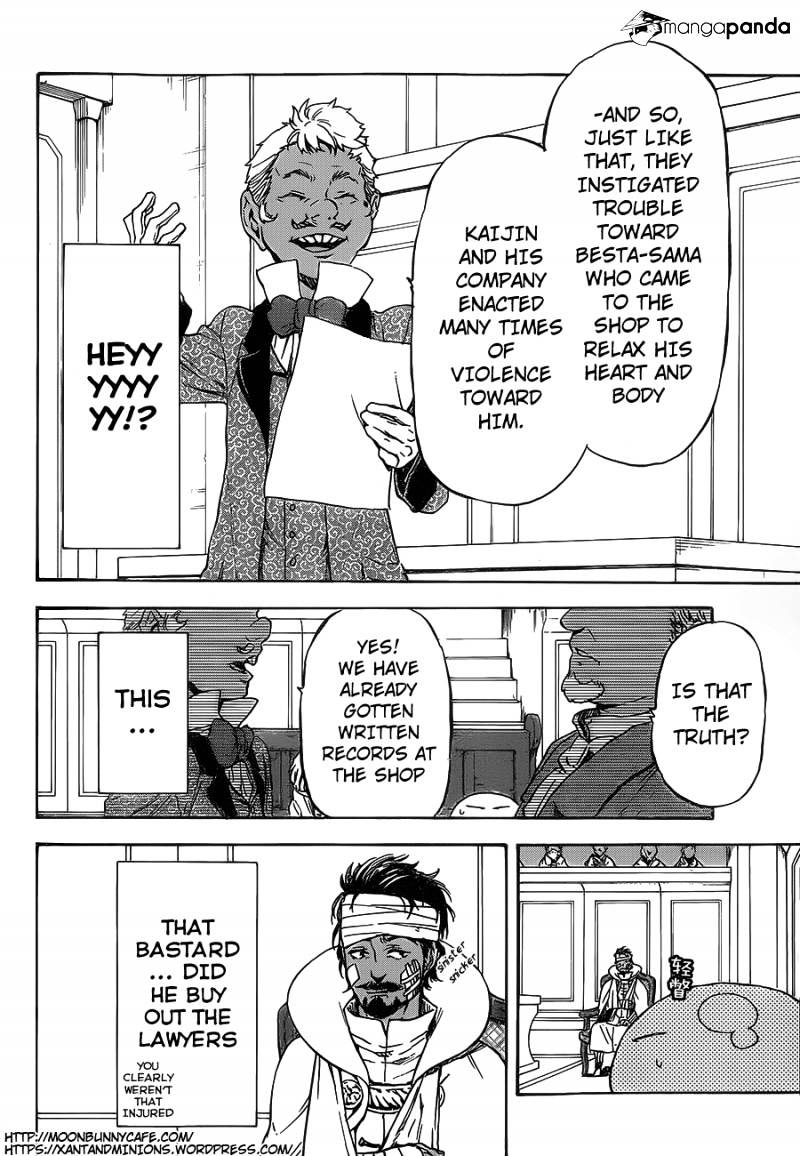 mangapanda
-AND SO,
JUST LIKE
THAT, THEY
INSTIGATED
TROUBLE
TOWARD
BESTA-SAMA
WHO CAME
TO THE
SHOP TO
RELAX HIS
HEART AND
BODY
KAIJIN
AND HIS
COMPANY
ENACTED
MANY TIMES
OF
VIOLENCE
TOWARD
HIM.
HEYY
YYYYY
YY!?
IS THAT
THE
TRUTH?
YES!
WE HAVE
ALREADY
GOTTEN
WRITTEN
RECORDS AT
THE SHOP
THIS
...
轻
瞥
sinister
snicker
THAT
BASTARD
... DID
HE BUY
OUT THE
LAWYERS
YOU
CLEARLY
WEREN'T
THAT
INJURED
HTTP://MOONBUNNYCAFE.COM/
HTTPS://XANTANDMINIONS.WORDPRESS.COM//